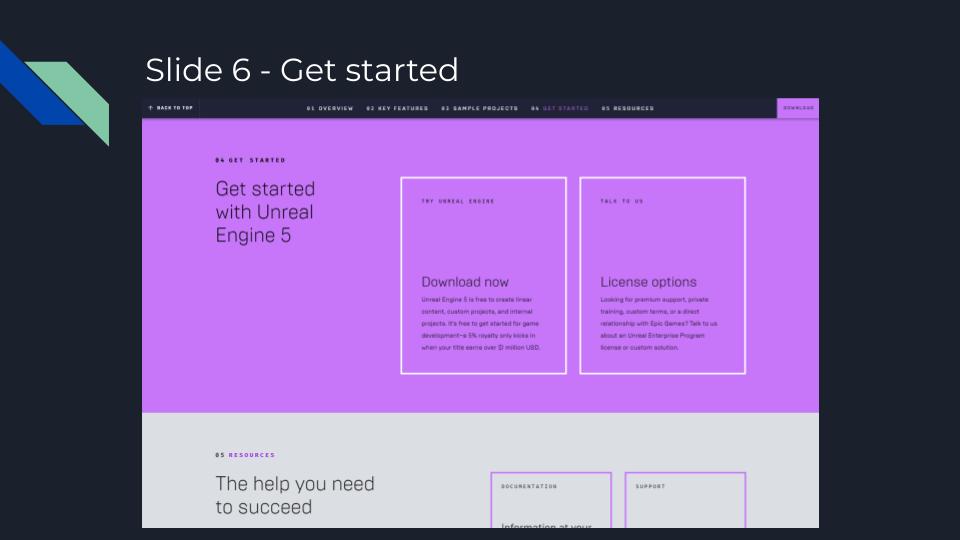 Slide 6 - Get started
↑ BACK TO TOP
01 OVERVIEW 02 KEY FEATURES 03 SAMPLE PROJECTS 04 GET STARTED 05 RESOURCES
DOWNLOAD
04 GET STARTED
Get started
with Unreal
Engine 5
TRY UNREAL ENGINE
Download now
Unreal Engine 5 is free to create linear
content, custom projects, and internal
projects. It's free to get started for game
development—a 5% royalty only kicks in
when your title earns over $1 million USD.
TALK TO US
License options
Looking for premium support, private
training, custom terms, or a direct
relationship with Epic Games? Talk to us
about an Unreal Enterprise Program
license or custom solution.
05 RESOURCES
The help you need
to succeed
DOCUMENTATION
Information at your
SUPPORT